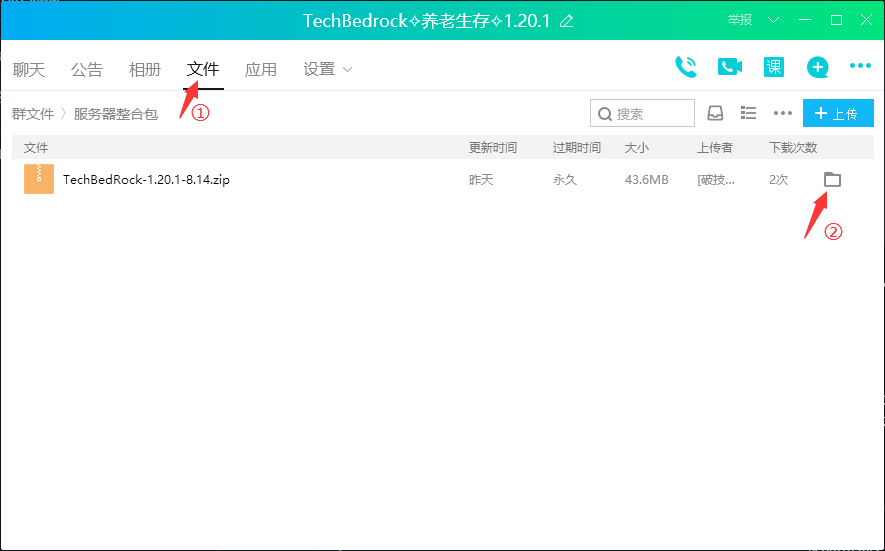 TechBedrock✧养老生存✧1.20.1
举报
聊天 公告 相册 文件 应用 设置
课
①
群文件 〉服务器整合包
搜索
+ 上传
文件 更新时间 过期时间 大小 上传者 下载次数
TechBedRock-1.20.1-8.14.zip 昨天 永久 43.6MB [破技... 2次
②